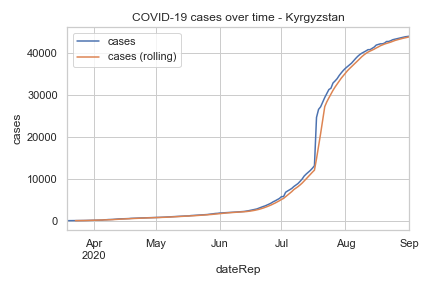 COVID-19 cases over time - Kyrgyzstan
cases
cases (rolling)
40000
30000
20000
10000
0
cases
Apr
2020
May
Jun
Jul
Aug
Sep
dateRep